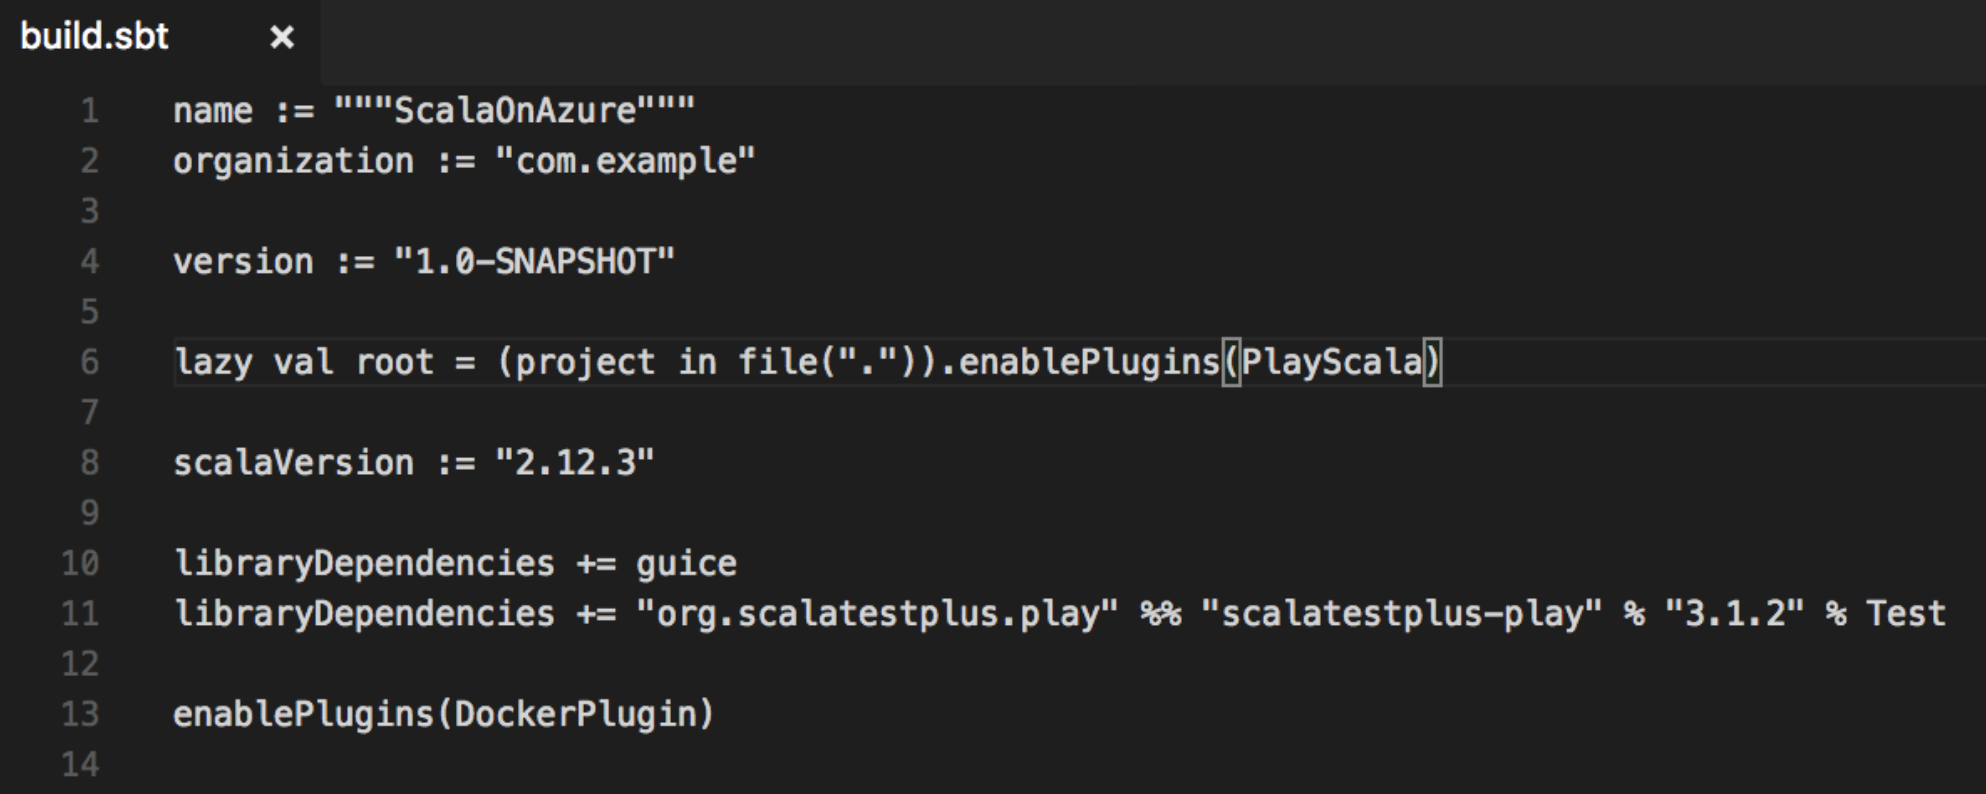 build.sbt ×
1 name := """ScalaOnAzure"""
2 organization := "com.example"
3
4 version := "1.0-SNAPSHOT"
5
6 lazy val root = (project in file(".")).enablePlugins(PlayScala)
7
8 scalaVersion := "2.12.3"
9
10 libraryDependencies += guice
11 libraryDependencies += "org.scalatestplus.play" %% "scalatestplus-play" % "3.1.2" % Test
12
13 enablePlugins(DockerPlugin)
14